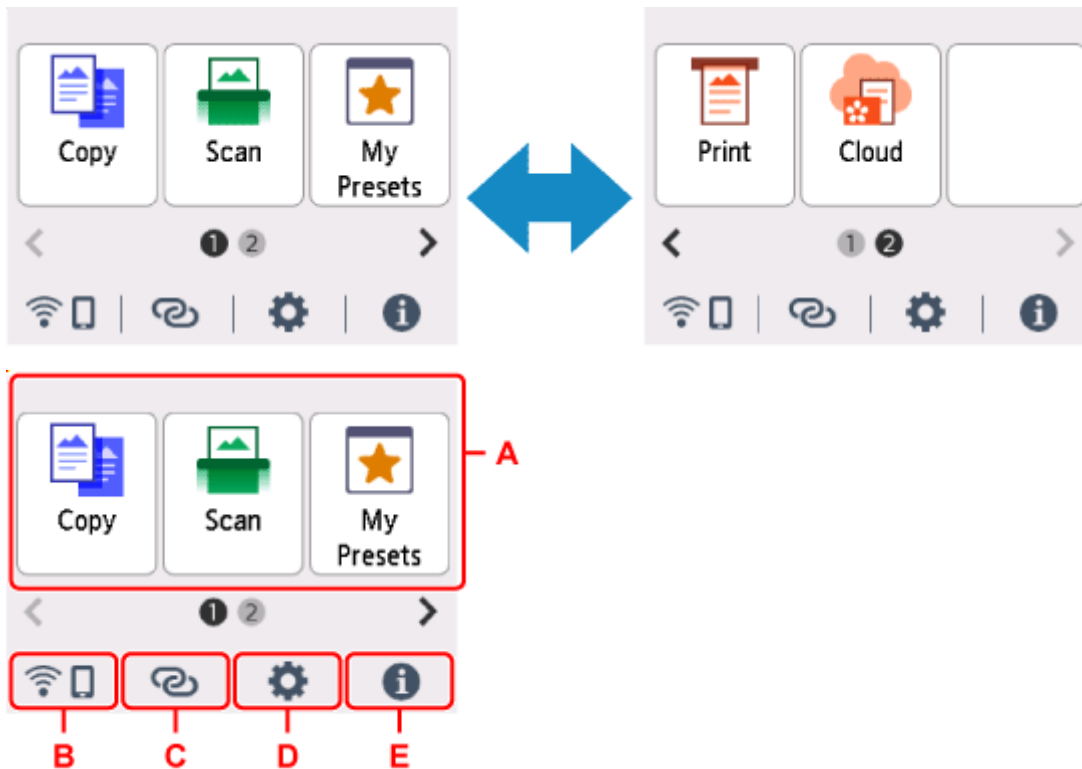 Copy
Scan
My
Presets
Print
Cloud
1 2
1 2
Copy
Scan
My
Presets
A
1 2
B
C
D
E